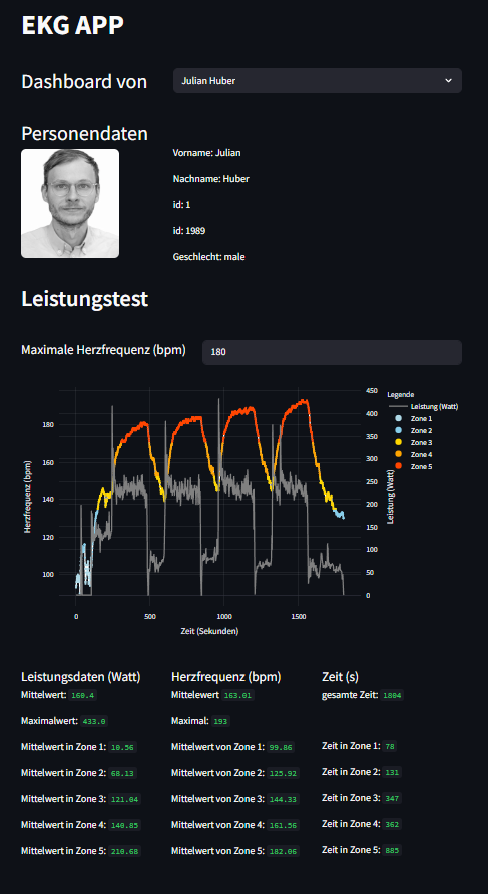 EKG APP
Dashboard von
Julian Huber
Personendaten
Vorname: Julian
Nachname: Huber
id: 1
id: 1989
Geschlecht: male
Leistungstest
Maximale Herzfrequenz (bpm)
180
Herzfrequenz (bpm)
180
160
140
120
100
0
500
1000
1500
Zeit (Sekunden)
450
400
350
300
250
200
150
100
50
0
Leistung (Watt)
Legende
Leistung (Watt)
Zone 1
Zone 2
Zone 3
Zone 4
Zone 5
Leistungsdaten (Watt)
Mittelwert: 160.4
Maximalwert: 433.0
Mittelwert in Zone 1: 10.56
Mittelwert in Zone 2: 68.13
Mittelwert in Zone 3: 121.04
Mittelwert in Zone 4: 140.85
Mittelwert in Zone 5: 210.68
Herzfrequenz (bpm)
Mittelewert 163.01
Maximal: 193
Mittelwert von Zone 1: 99.86
Mittelwert von Zone 2: 125.92
Mittelwert von Zone 3: 144.33
Mittelwert von Zone 4: 161.56
Mittelwert von Zone 5: 182.06
Zeit (s)
gesamte Zeit: 1804
Zeit in Zone 1: 78
Zeit in Zone 2: 131
Zeit in Zone 3: 347
Zeit in Zone 4: 362
Zeit in Zone 5: 885